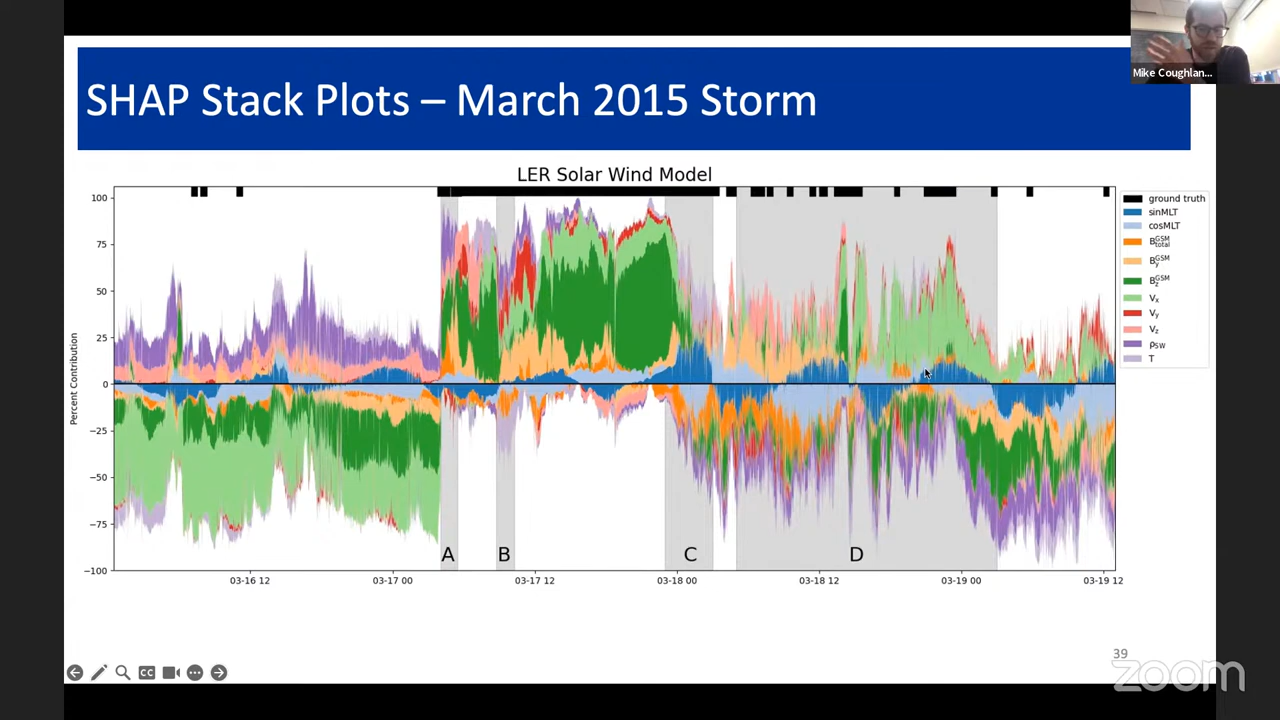 Mike Coughlan...
SHAP Stack Plots – March 2015 Storm
LER Solar Wind Model
Percent Contribution
100
75
50
25
0
−25
−50
−75
−100
A
B
C
D
03-16 12
03-17 00
03-17 12
03-18 00
03-18 12
03-19 00
03-19 12
ground truth
sinMLT
cosMLT
B_total^GSM
B_y^GSM
B_z^GSM
V_x
V_y
V_z
ρ_SW
T
CC
39
zoom